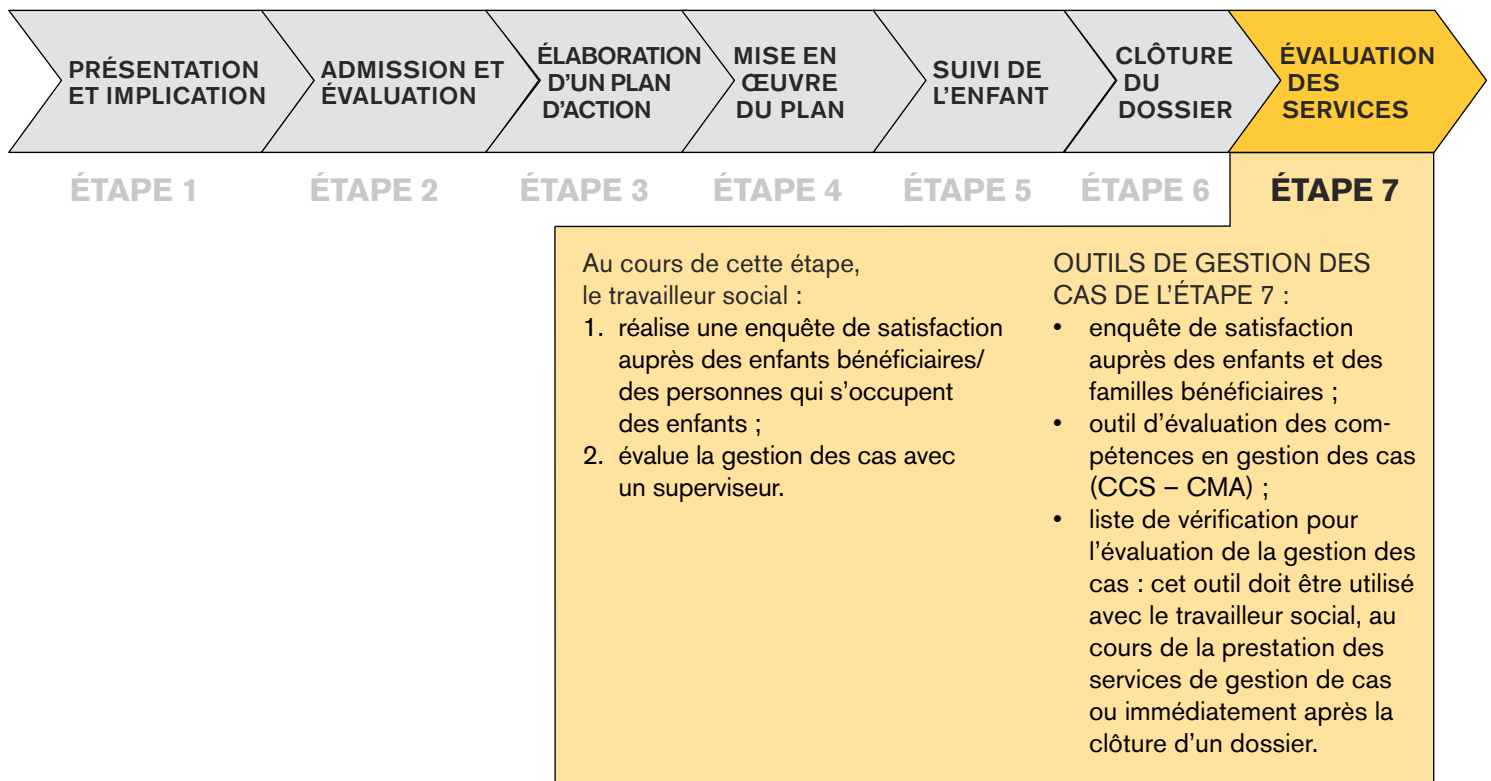 PRÉSENTATION
ET IMPLICATION
ADMISSION ET
ÉVALUATION
ÉLABORATION
D'UN PLAN
D'ACTION
MISE EN
ŒUVRE
DU PLAN
SUIVI DE
L'ENFANT
CLÔTURE
DU
DOSSIER
ÉVALUATION
DES
SERVICES
ÉTAPE 1
ÉTAPE 2
ÉTAPE 3
ÉTAPE 4
ÉTAPE 5
ÉTAPE 6
ÉTAPE 7
Au cours de cette étape,
le travailleur social :
1. réalise une enquête de satisfaction
auprès des enfants bénéficiaires/
des personnes qui s'occupent
des enfants ;
2. évalue la gestion des cas avec
un superviseur.
OUTILS DE GESTION DES
CAS DE L'ÉTAPE 7 :
• enquête de satisfaction
auprès des enfants et des
familles bénéficiaires ;
• outil d'évaluation des com-
pétences en gestion des cas
(CCS – CMA) ;
• liste de vérification pour
l'évaluation de la gestion des
cas : cet outil doit être utilisé
avec le travailleur social, au
cours de la prestation des
services de gestion de cas
ou immédiatement après la
clôture d'un dossier.